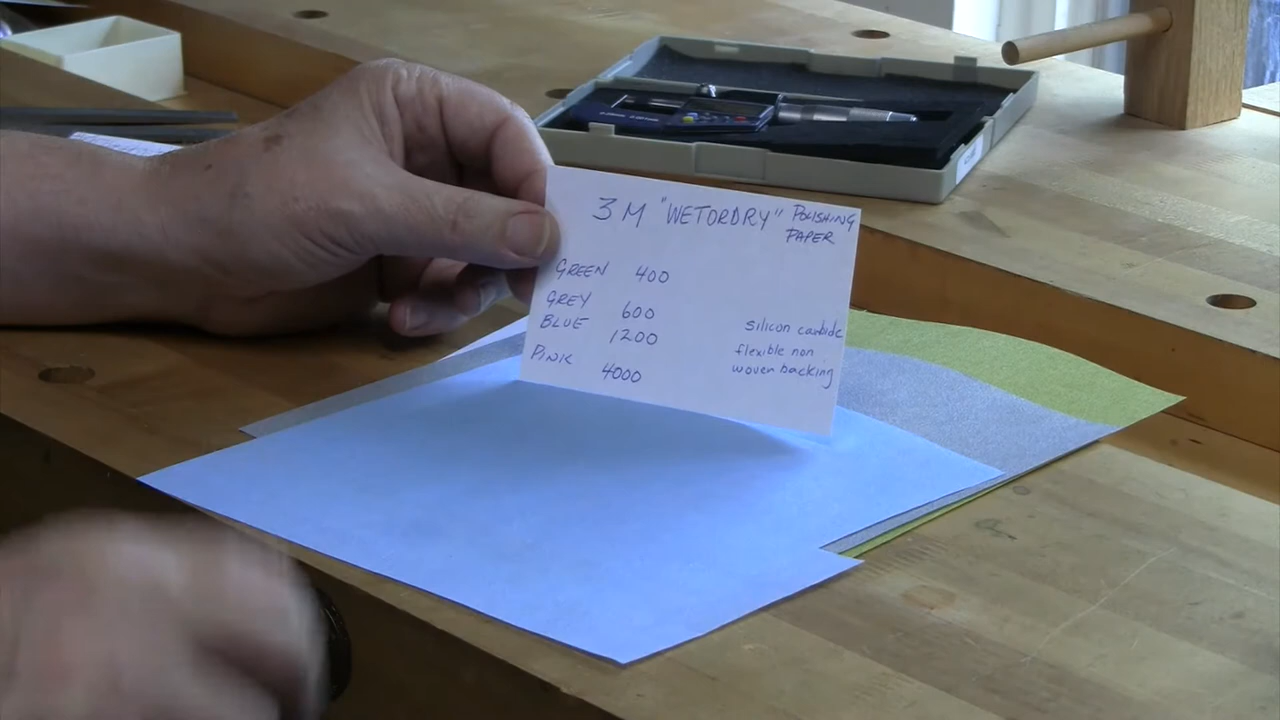 3M "WETORDRY" POLISHING
PAPER
GREEN 400
GREY 600
BLUE 1200
PINK 4000
silicon carbide
flexible non
woven backing